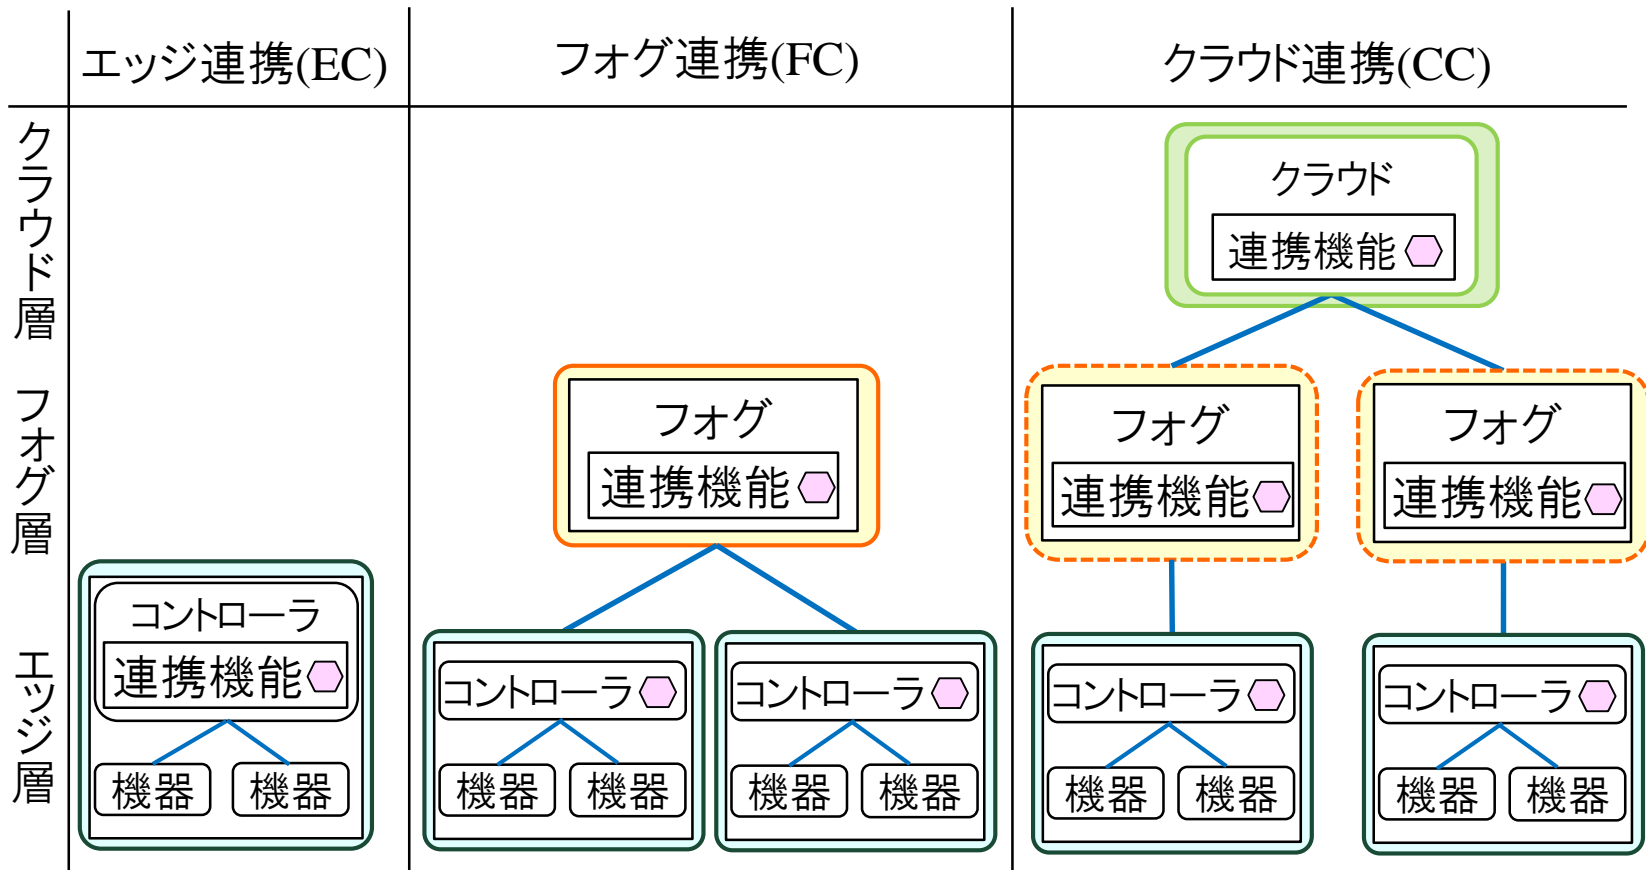 エッジ連携(EC)
フォグ連携(FC)
クラウド連携(CC)
クラウド層
クラウド
連携機能
フォグ層
フォグ
連携機能
フォグ
連携機能
フォグ
連携機能
エッジ層
コントローラ
連携機能
機器
機器
コントローラ
機器
機器
コントローラ
機器
機器
コントローラ
機器
機器
コントローラ
機器
機器